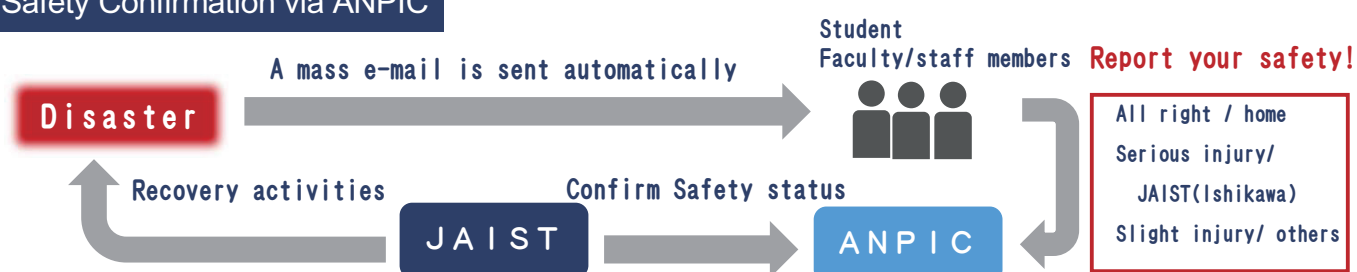 Safety Confirmation via ANPIC
Student
Faculty/staff members
Report your safety!
A mass e-mail is sent automatically
Disaster
All right / home
Serious injury/
JAIST(Ishikawa)
Slight injury/ others
Recovery activities
Confirm Safety status
JAIST
ANPIC